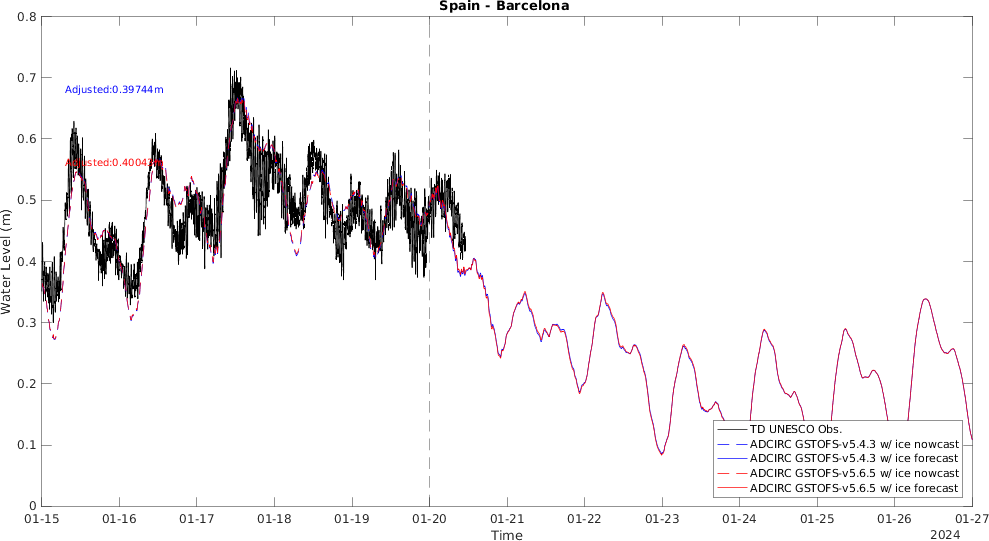 Spain - Barcelona
0.8
0.7
0.6
0.5
0.4
0.3
0.2
0.1
0
Water Level (m)
Adjusted:0.39744m
TD UNESCO Obs.
ADCIRC GSTOFS-v5.4.3 w/ ice nowcast
ADCIRC GSTOFS-v5.4.3 w/ ice forecast
ADCIRC GSTOFS-v5.6.5 w/ ice nowcast
ADCIRC GSTOFS-v5.6.5 w/ ice forecast
01-15 01-16 01-17 01-18 01-19 01-20 01-21 01-22 01-23 01-24 01-25 01-26 01-27
Time
2024